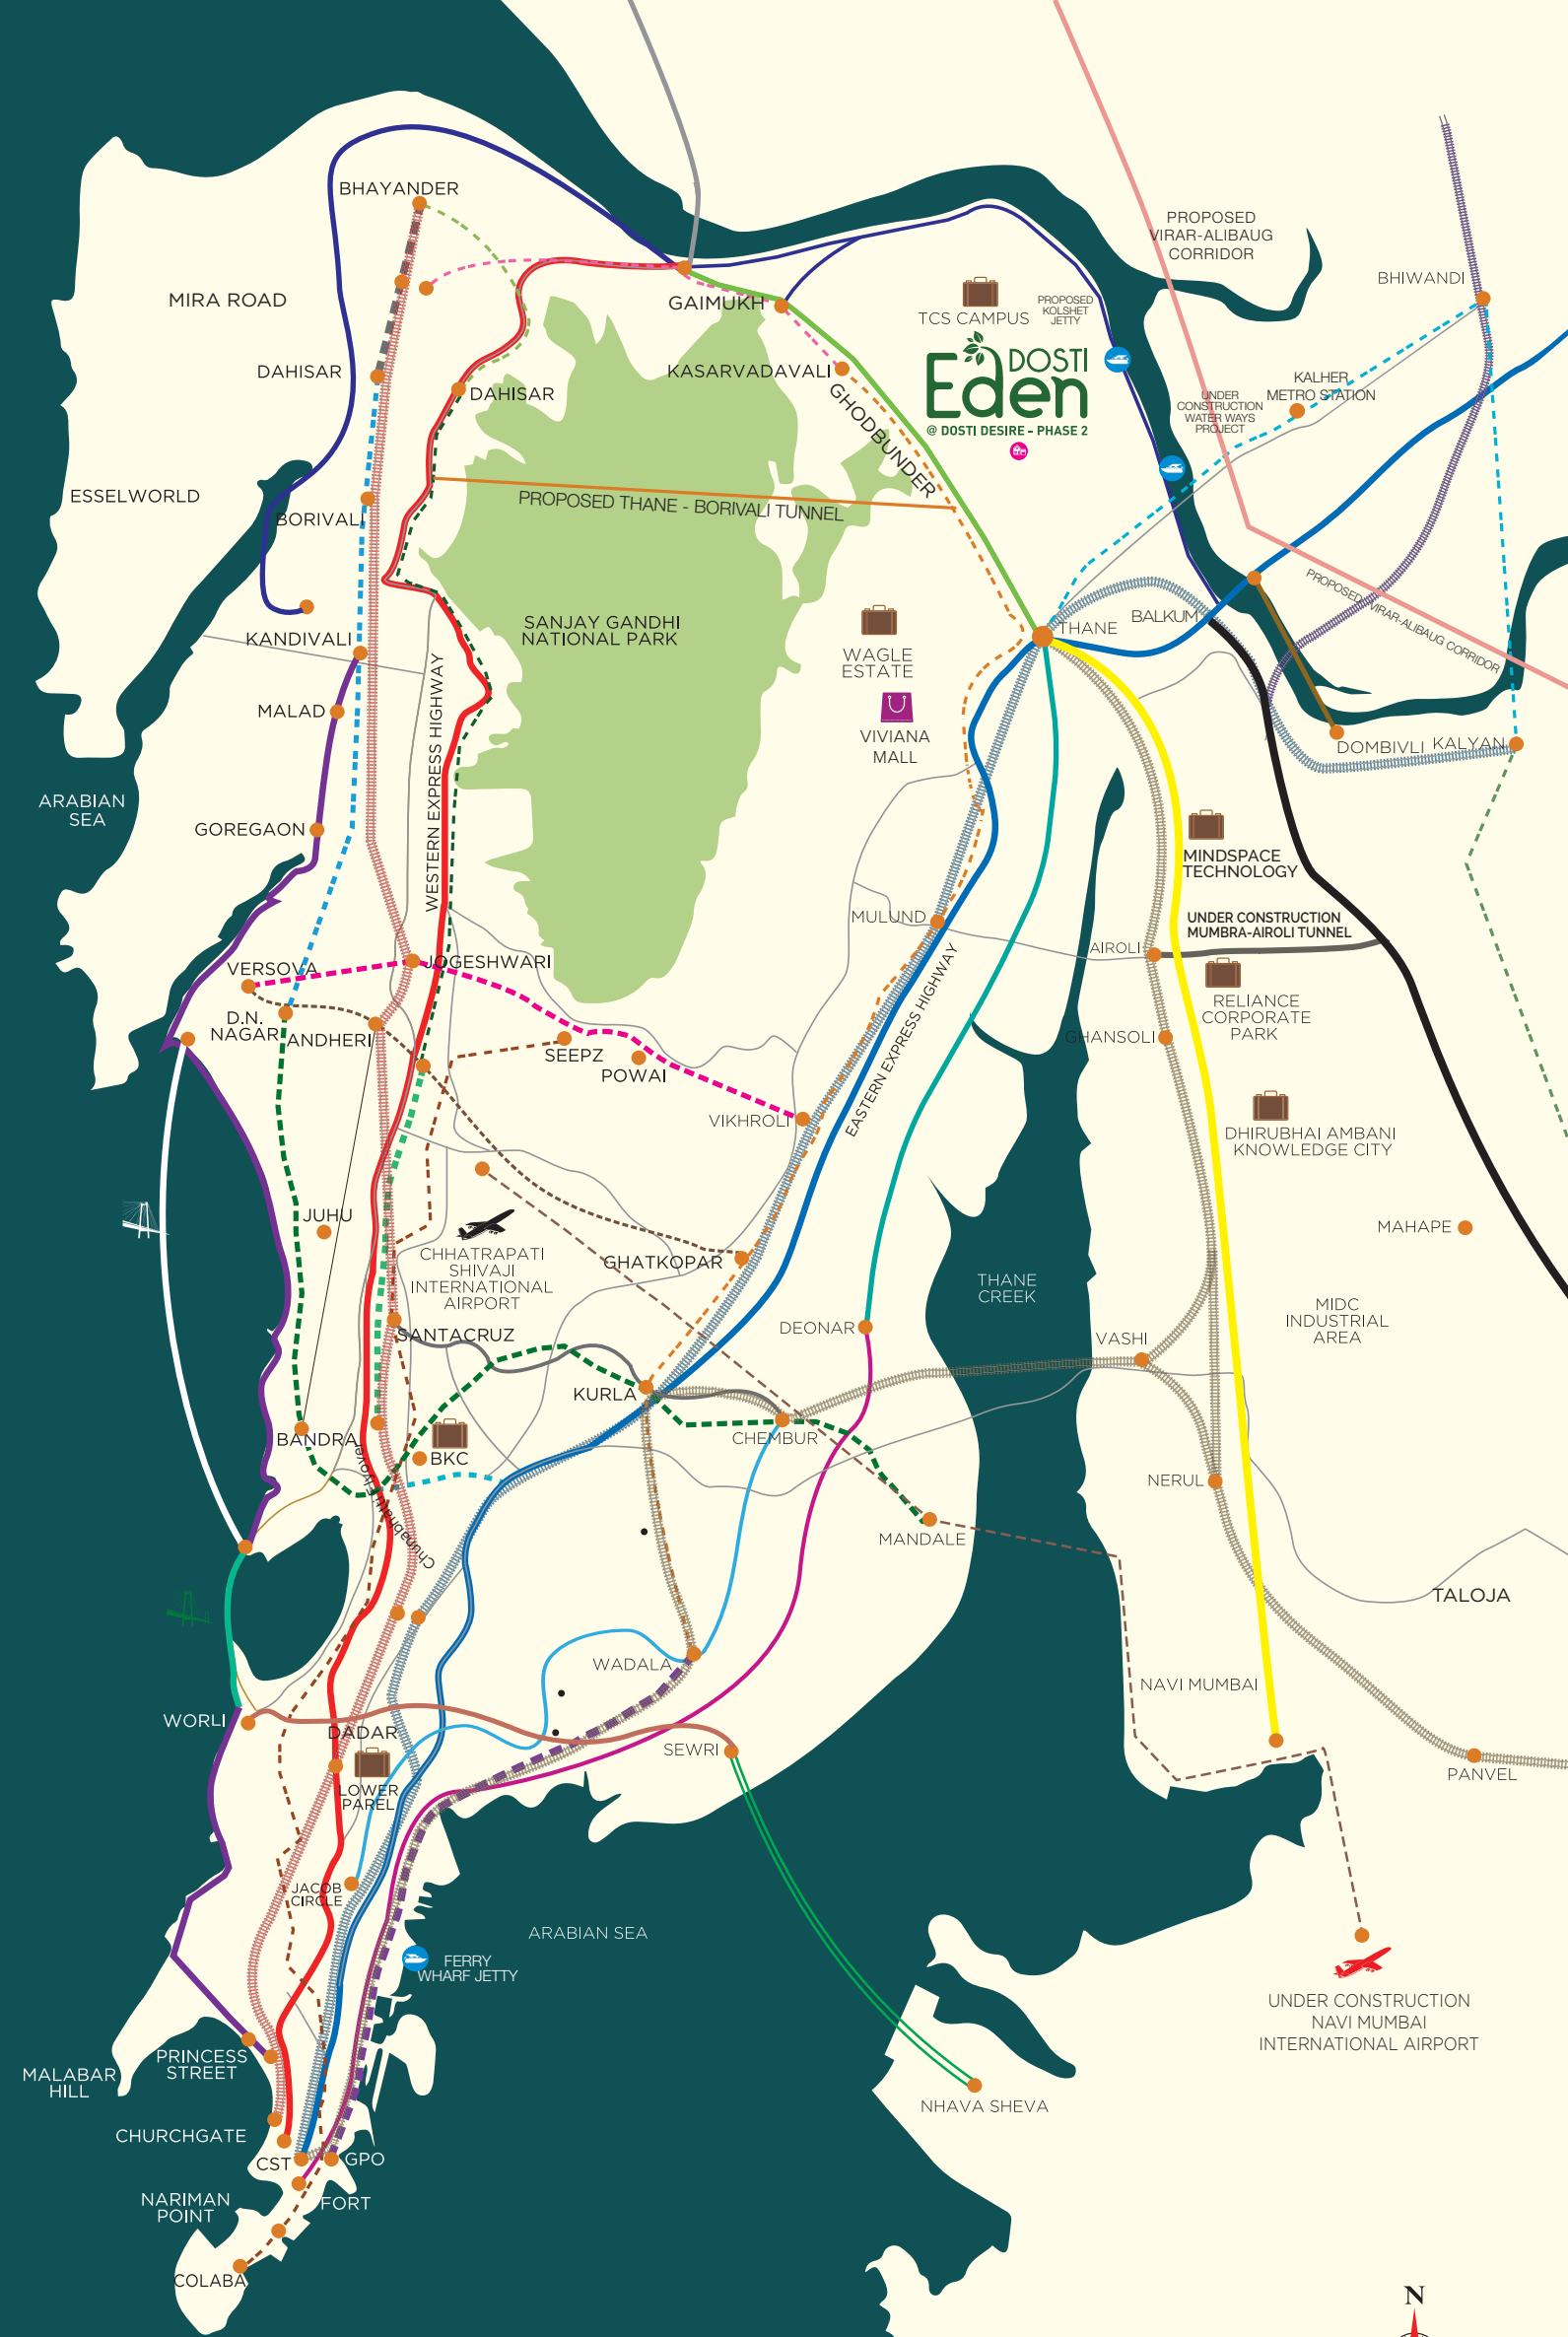 BHAYANDER
PROPOSED
VIRAR-ALIBAUG
CORRIDOR
BHIWANDI
MIRA ROAD
GAIMUKH
TCS CAMPUS
PROPOSED
KOLSHET
JETTY
DAHISAR
DAHISAR
KASARVADAVALI
DOSTI
Eden
@ DOSTI DESIRE – PHASE 2
KALHER
METRO STATION
UNDER
CONSTRUCTION
WATER WAYS
PROJECT
GHODBUNDER
ESSELWORLD
BORIVALI
PROPOSED THANE - BORIVALI TUNNEL
PROPOSED VIRAR-ALIBAUG CORRIDOR
KANDIVALI
SANJAY GANDHI
NATIONAL PARK
WAGLE
ESTATE
THANE
BALKUM
MALAD
WESTERN EXPRESS HIGHWAY
VIVIANA
MALL
DOMBIVLI
KALYAN
ARABIAN
SEA
GOREGAON
MINDSPACE
TECHNOLOGY
MULUND
UNDER CONSTRUCTION
MUMBRA-AIROLI TUNNEL
AIROLI
VERSOVA
JOGESHWARI
EASTERN EXPRESS HIGHWAY
RELIANCE
CORPORATE
PARK
D.N.
NAGAR
ANDHERI
SEEPZ
POWAI
GHANSOLI
VIKHROLI
DHIRUBHAI AMBANI
KNOWLEDGE CITY
JUHU
MAHAPE
CHHATRAPATI
SHIVAJI
INTERNATIONAL
AIRPORT
GHATKOPAR
THANE
CREEK
MIDC
INDUSTRIAL
AREA
SANTACRUZ
DEONAR
VASHI
KURLA
CHEMBUR
BANDRA
BKC
NERUL
Chunabhatti Flyover
MANDALE
TALOJA
WADALA
NAVI MUMBAI
WORLI
DADAR
SEWRI
PANVEL
LOWER
PAREL
JACOB
CIRCLE
ARABIAN SEA
FERRY
WHARF JETTY
UNDER CONSTRUCTION
NAVI MUMBAI
INTERNATIONAL AIRPORT
PRINCESS
STREET
MALABAR
HILL
NHAVA SHEVA
CHURCHGATE
CST
GPO
NARIMAN
POINT
FORT
COLABA
N